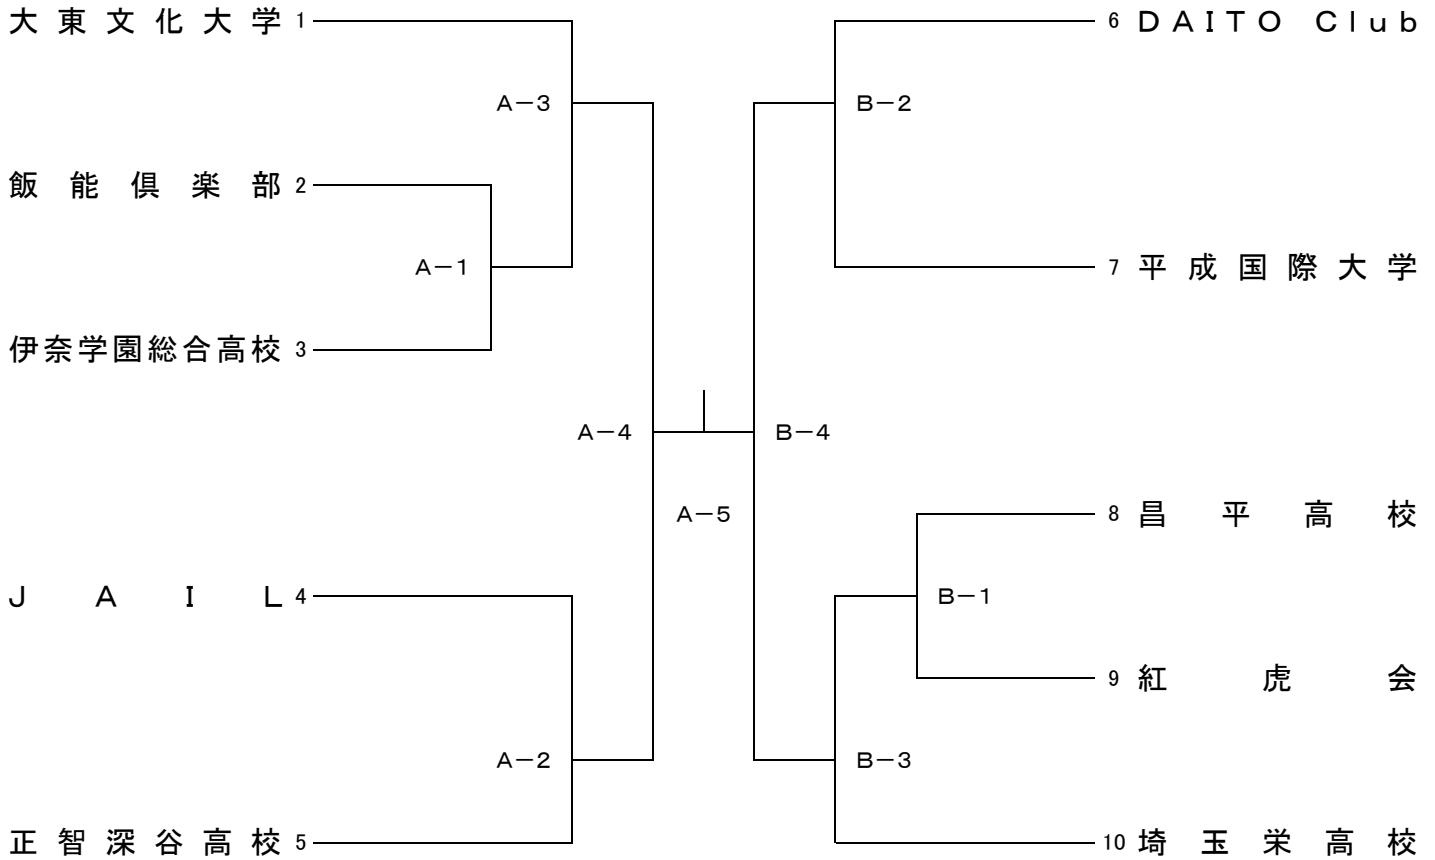 大東文化大学 1
A－3
飯能倶楽部 2
A－1
伊奈学園総合高校 3
A－4
JAIL 4
A－2
正智深谷高校 5
A－5
6 DAITO Club
B－2
7 平成国際大学
B－4
8 昌平高校
B－1
9 紅虎会
B－3
10 埼玉栄高校